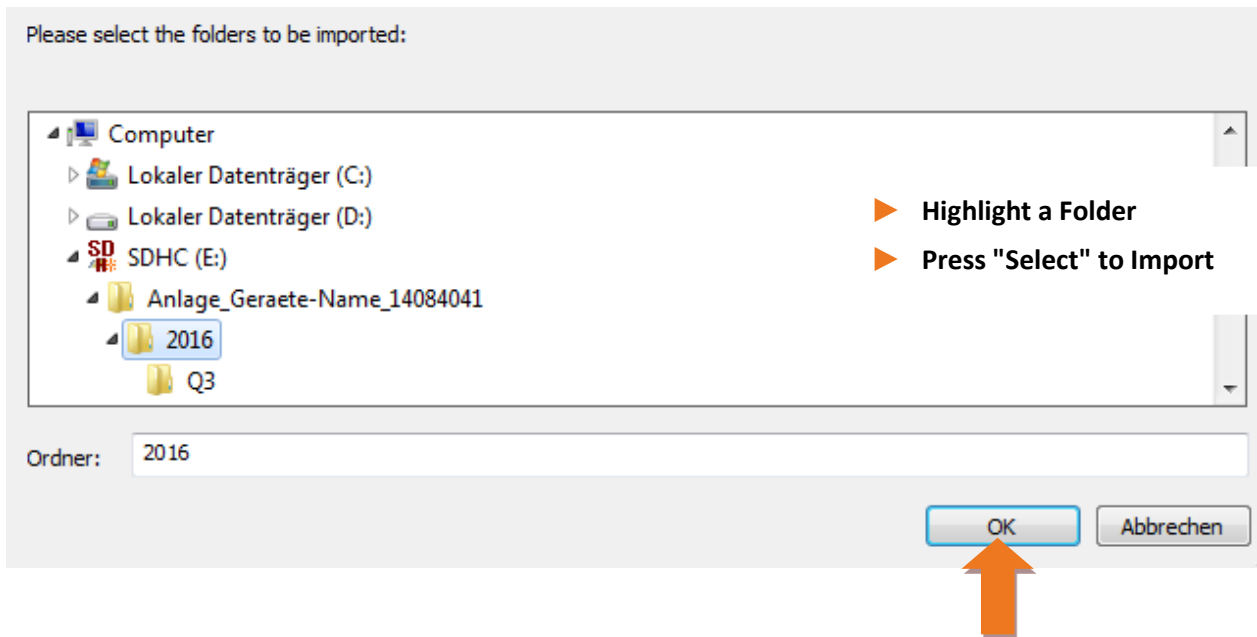 Please select the folders to be imported:
Computer
Lokaler Datenträger (C:)
Lokaler Datenträger (D:)
Highlight a Folder
SDHC (E:)
Press "Select" to Import
Anlage_Geraete-Name_14084041
2016
Q3
Ordner: 2016
OK Abbrechen